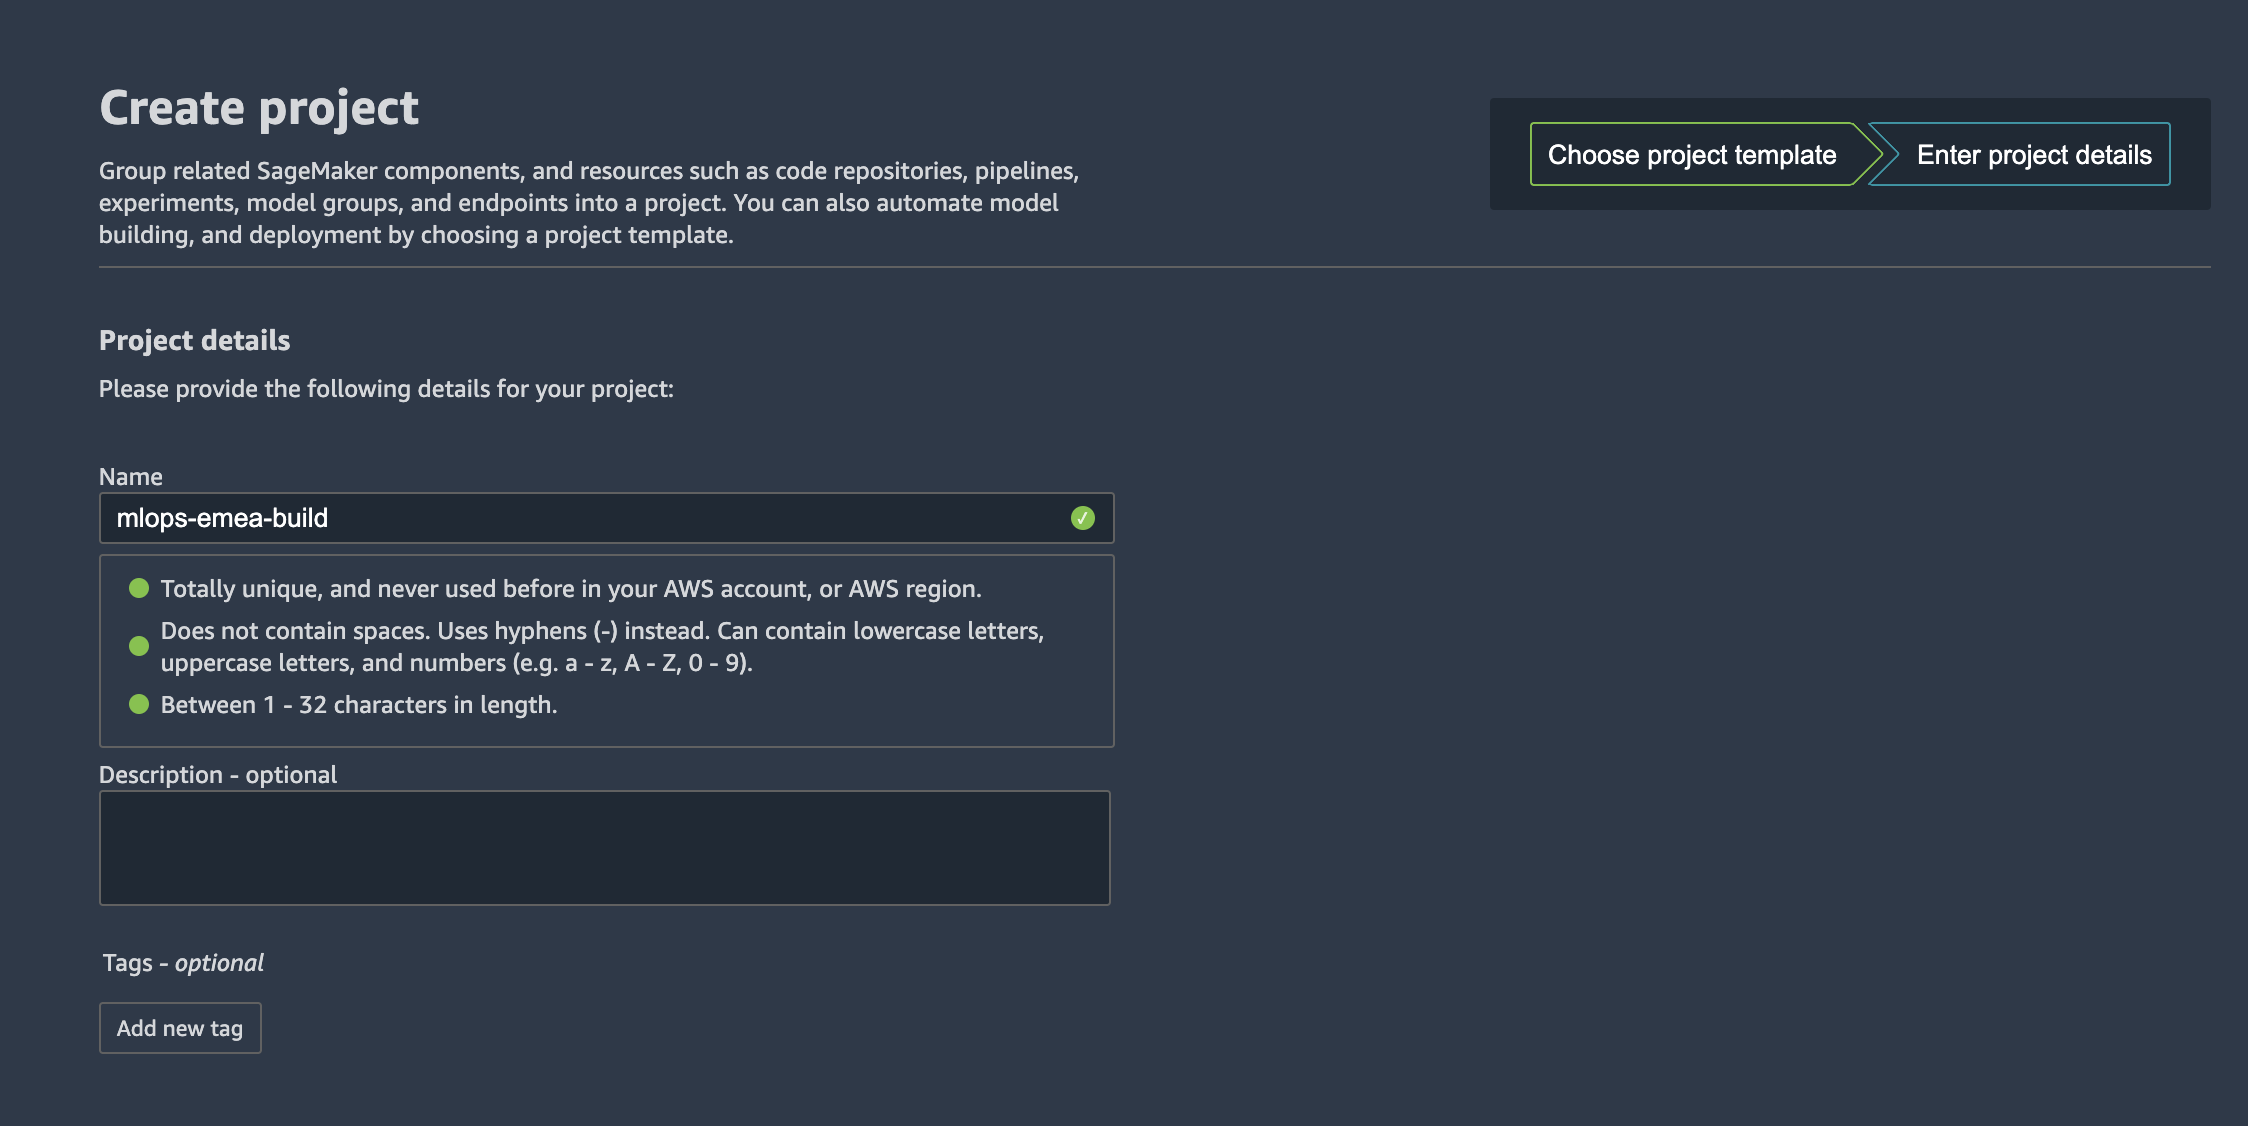 Create project
Group related SageMaker components, and resources such as code repositories, pipelines,
experiments, model groups, and endpoints into a project. You can also automate model
building, and deployment by choosing a project template.
Choose project template
Enter project details
Project details
Please provide the following details for your project:
Name
mlops-emea-build
Totally unique, and never used before in your AWS account, or AWS region.
Does not contain spaces. Uses hyphens (-) instead. Can contain lowercase letters,
uppercase letters, and numbers (e.g. a - z, A - Z, 0 - 9).
Between 1 - 32 characters in length.
Description - optional
Tags - optional
Add new tag